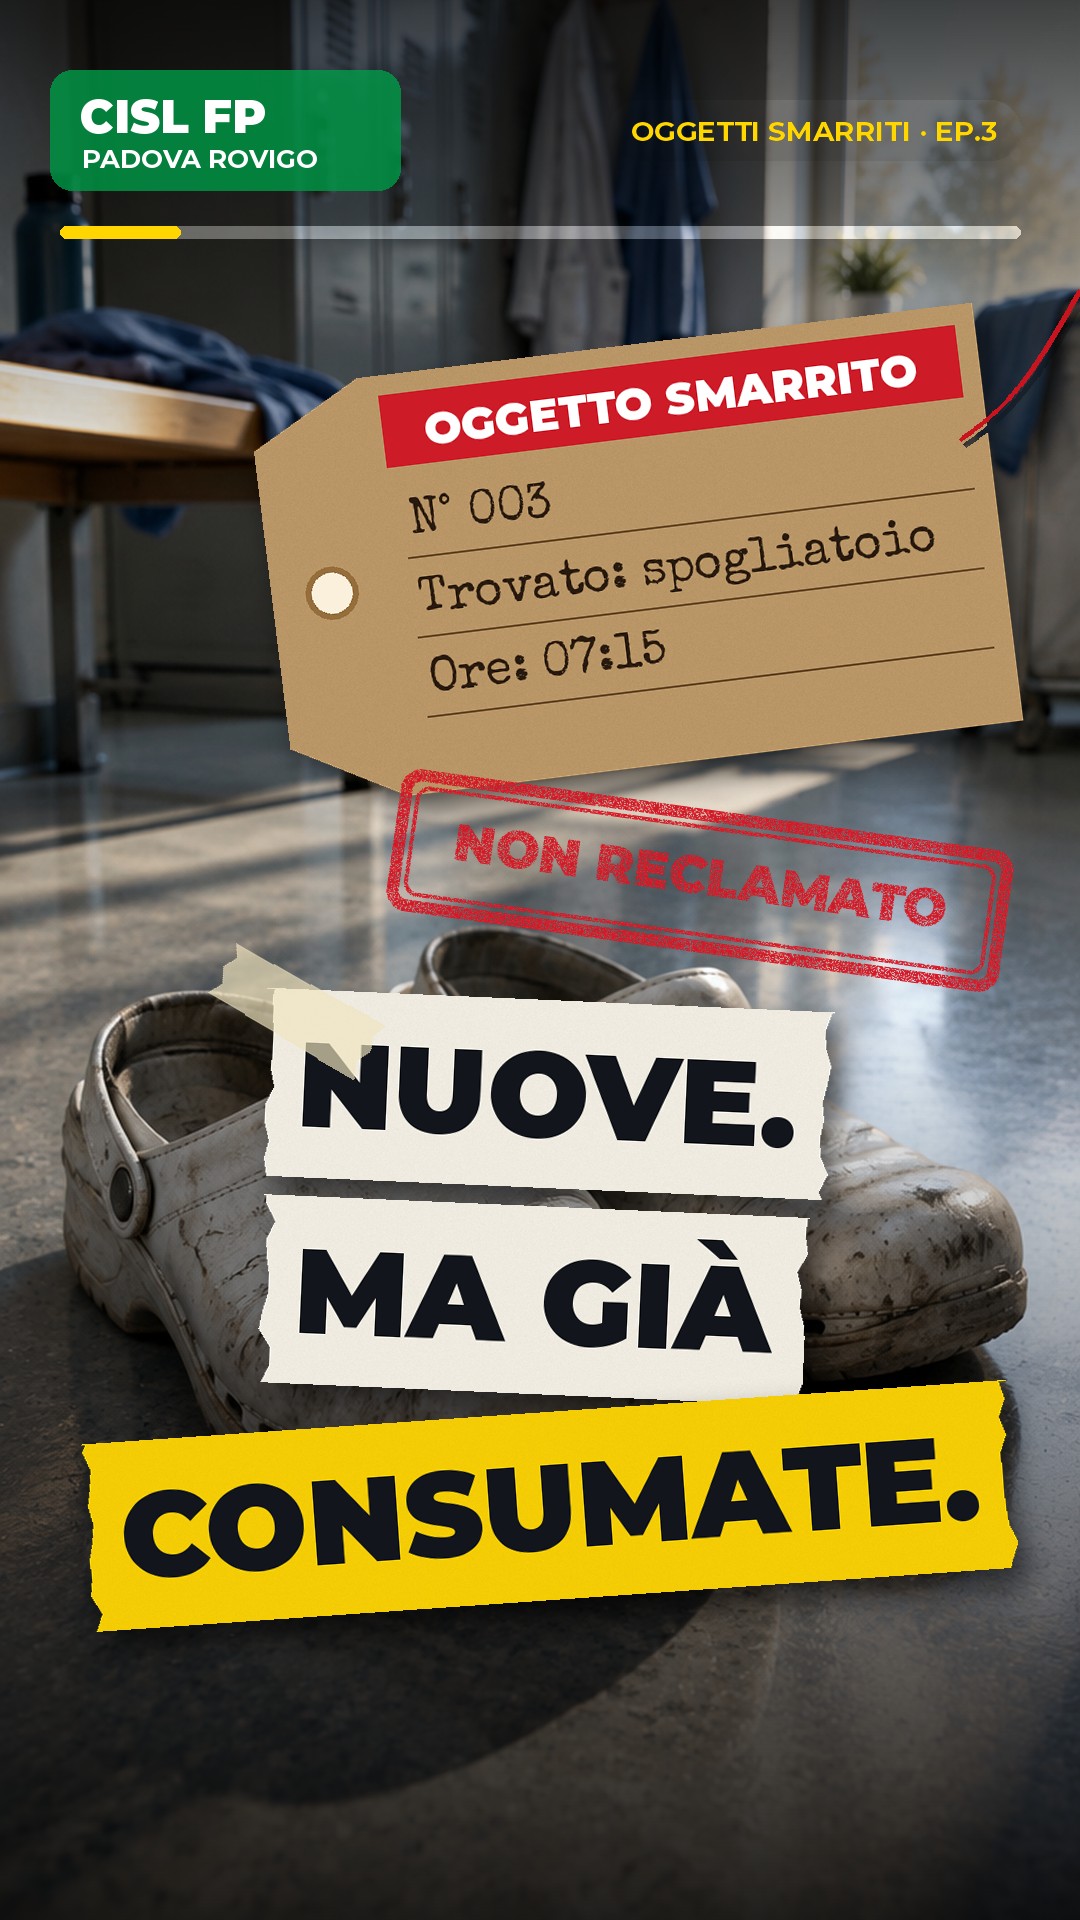 CISL FP
PADOVA ROVIGO
OGGETTI SMARRITI · EP.3
OGGETTO SMARRITO
N° 003
Trovato: spogliatoio
Ore: 07:15
NON RECLAMATO
NUOVE.
MA GIÀ
CONSUMATE.